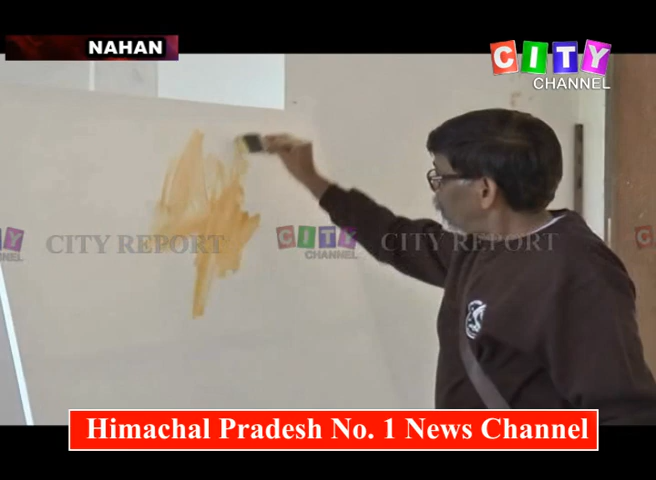 NAHAN
CITY
CHANNEL
CITY REPORT
CITY
CHANNEL
CITY REPORT
Himachal Pradesh No. 1 News Channel